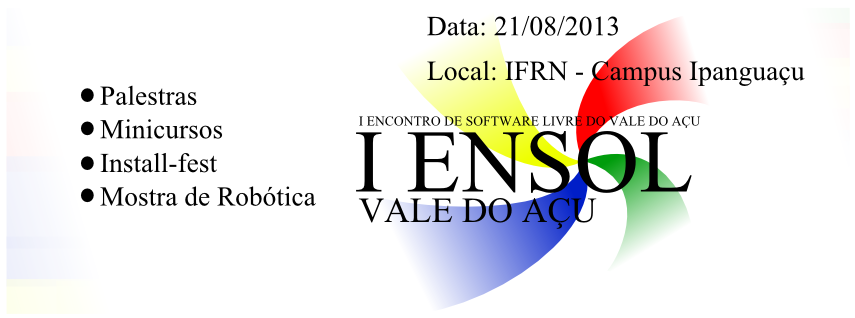 Data: 21/08/2013
Local: IFRN - Campus Ipanguaçu
• Palestras
• Minicursos
• Install-fest
• Mostra de Robótica
I ENCONTRO DE SOFTWARE LIVRE DO VALE DO AÇU
I ENSOL
VALE DO AÇU